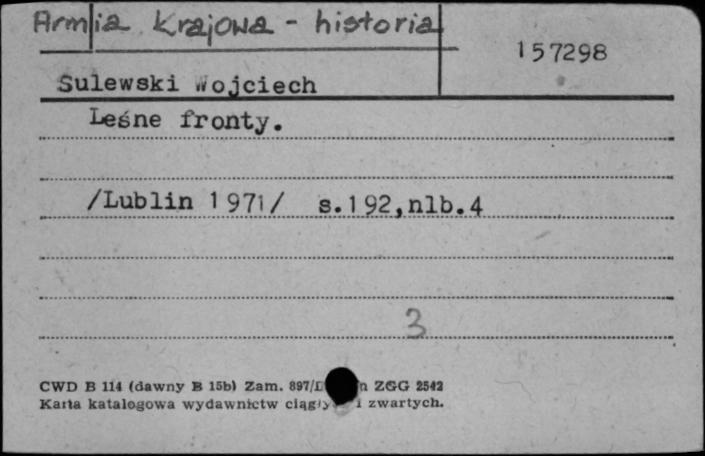 Armia Krajowa - historia
157298
Sulewski Wojciech
Leśne fronty.
/Lublin 1971/ s.192,nlb.4
3
CWD B 114 (dawny B 15b) Zam. 897/D n ZGG 2542
Karta katalogowa wydawnictw i zwartych.